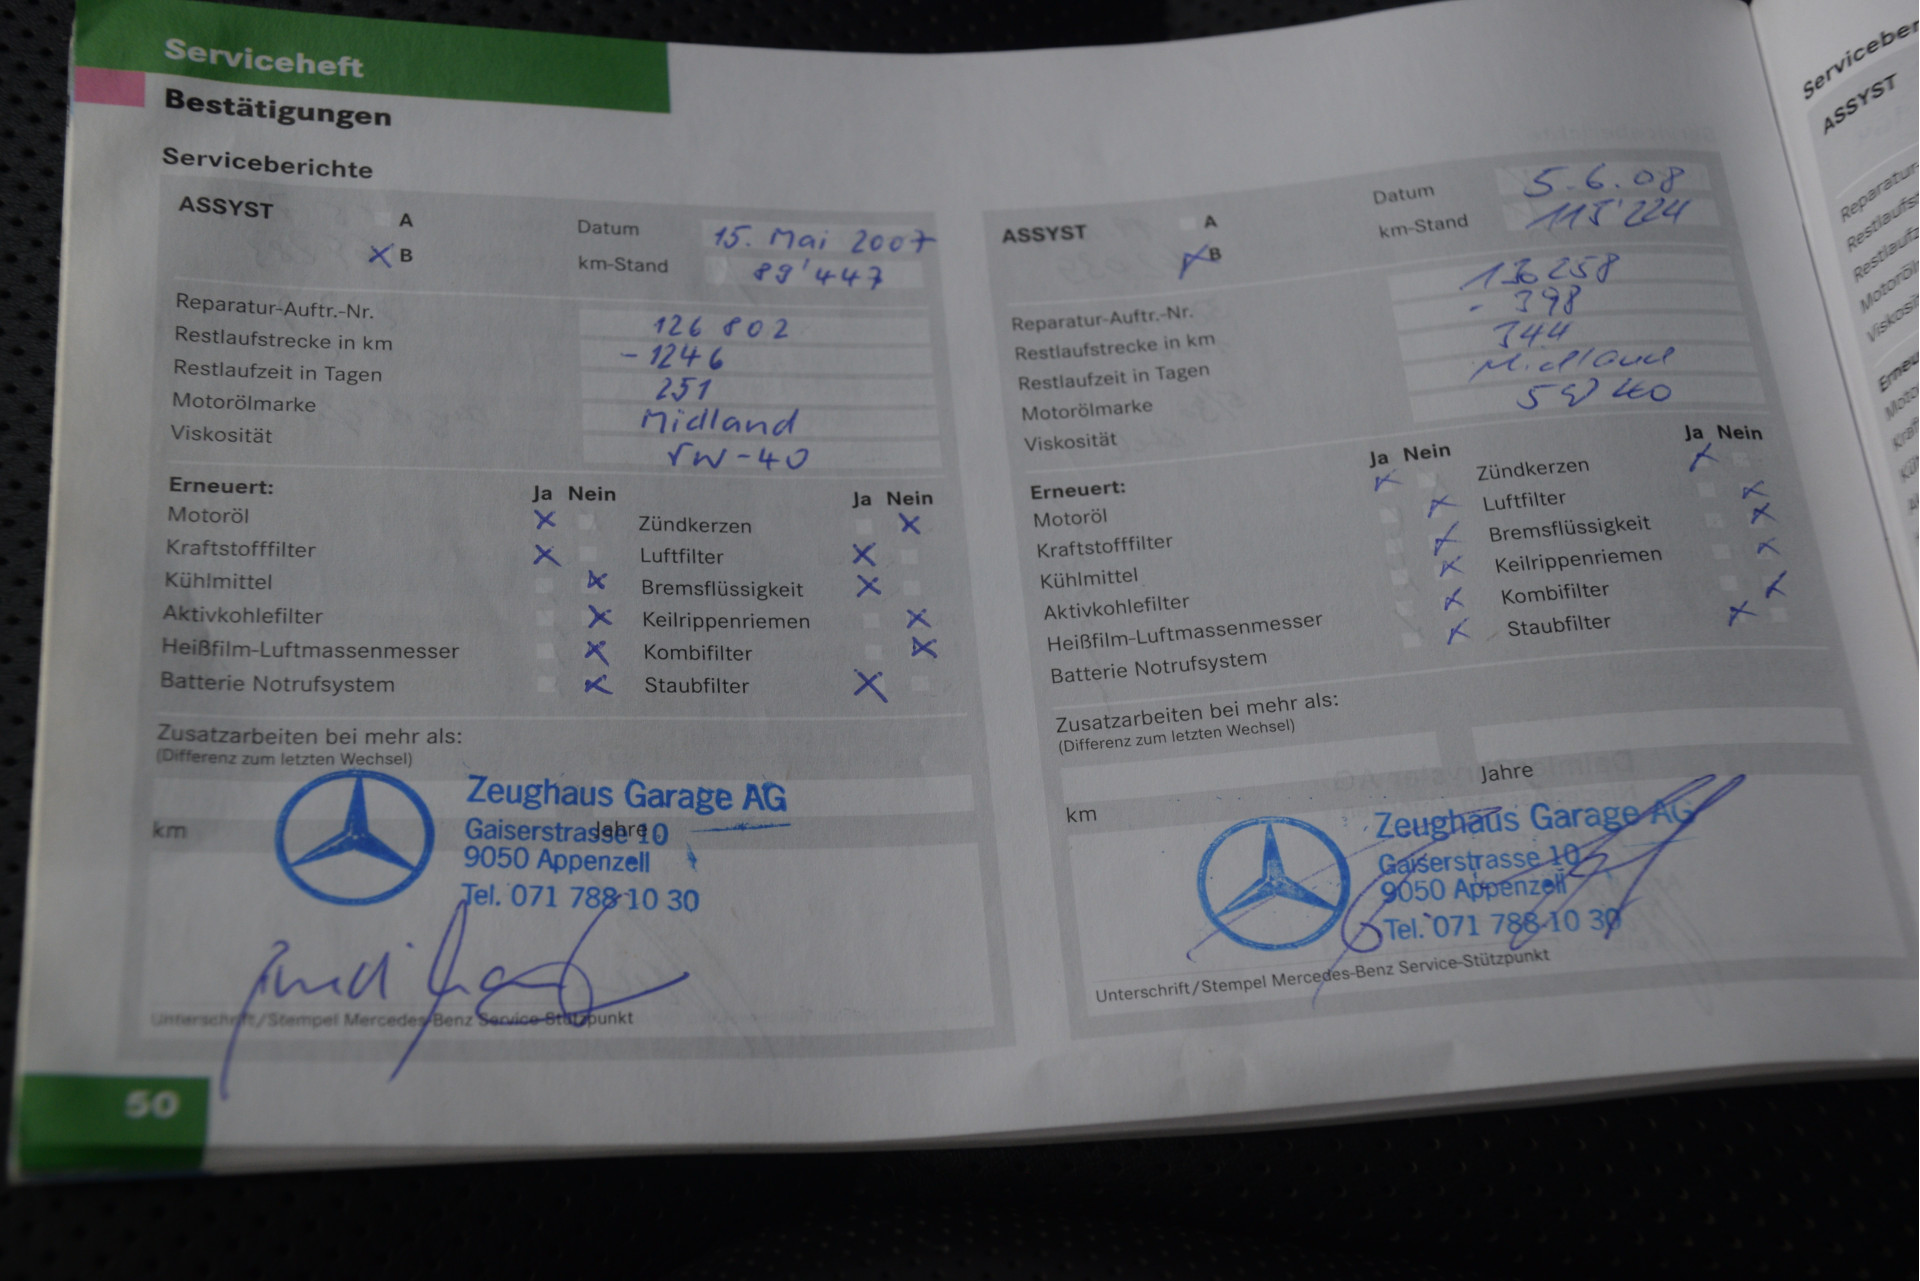 Serviceheft
Bestätigungen
Serviceberichte
ASSYST
A
X B
Datum 15. Mai 2007
km-Stand 89'447
Reparatur-Auftr.-Nr. 126 802
Restlaufstrecke in km - 1246
Restlaufzeit in Tagen 251
Motorölmarke Midland
Viskosität 5W-40
Erneuert: Ja Nein Ja Nein
Motoröl X Zündkerzen X
Kraftstofffilter X Luftfilter X
Kühlmittel X Bremsflüssigkeit X
Aktivkohlefilter X Keilrippenriemen X
Heißfilm-Luftmassenmesser X Kombifilter X
Batterie Notrufsystem X Staubfilter X
Zusatzarbeiten bei mehr als:
(Differenz zum letzten Wechsel)
km Jahre
Zeughaus Garage AG
Gaiserstrasse 10
9050 Appenzell
Tel. 071 788 10 30
Unterschrift/Stempel Mercedes-Benz Service-Stützpunkt
50
ASSYST
A
X B
Datum 5.6.08
km-Stand 115'224
Reparatur-Auftr.-Nr. 136258
Restlaufstrecke in km - 398
Restlaufzeit in Tagen 344
Motorölmarke Midland
Viskosität 5W40
Erneuert: Ja Nein Ja Nein
Motoröl X Zündkerzen X
Kraftstofffilter X Luftfilter X
Kühlmittel X Bremsflüssigkeit X
Aktivkohlefilter X Keilrippenriemen X
Heißfilm-Luftmassenmesser X Kombifilter X
Batterie Notrufsystem X Staubfilter X
Zusatzarbeiten bei mehr als:
(Differenz zum letzten Wechsel)
km Jahre
Zeughaus Garage AG
Gaiserstrasse 10
9050 Appenzell
Tel. 071 788 10 30
Unterschrift/Stempel Mercedes-Benz Service-Stützpunkt
ASSYST